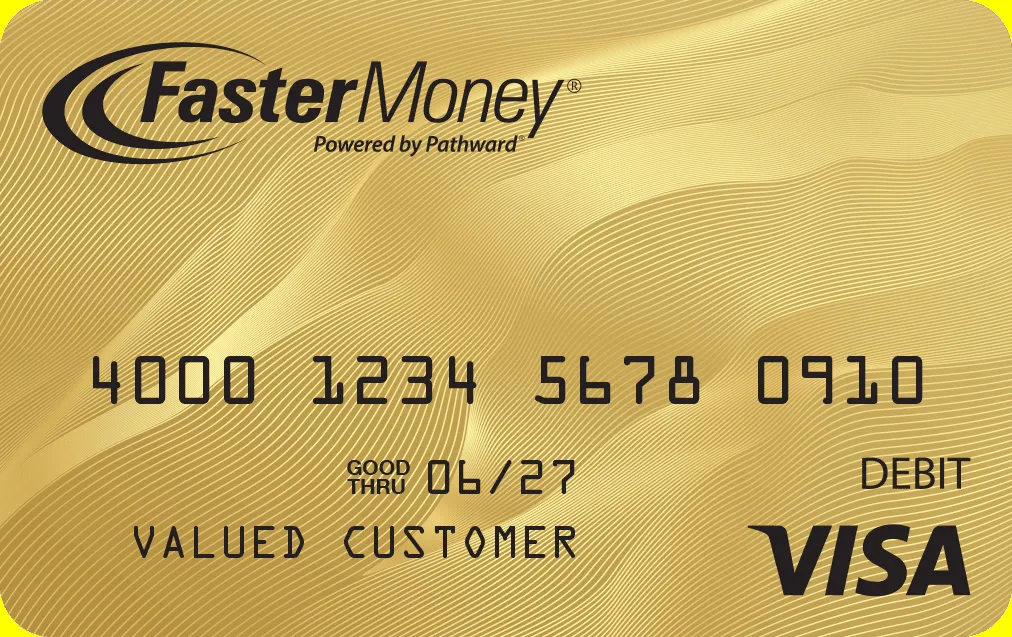 FasterMoney®
Powered by Pathward®
4000 1234 5678 0910
GOOD THRU 06/27
DEBIT
VALUED CUSTOMER
VISA